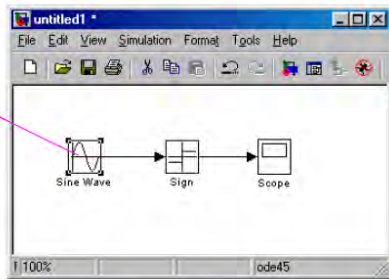 untitled1 *
File Edit View Simulation Format Tools Help
Sine Wave
Sign
Scope
100%
ode45